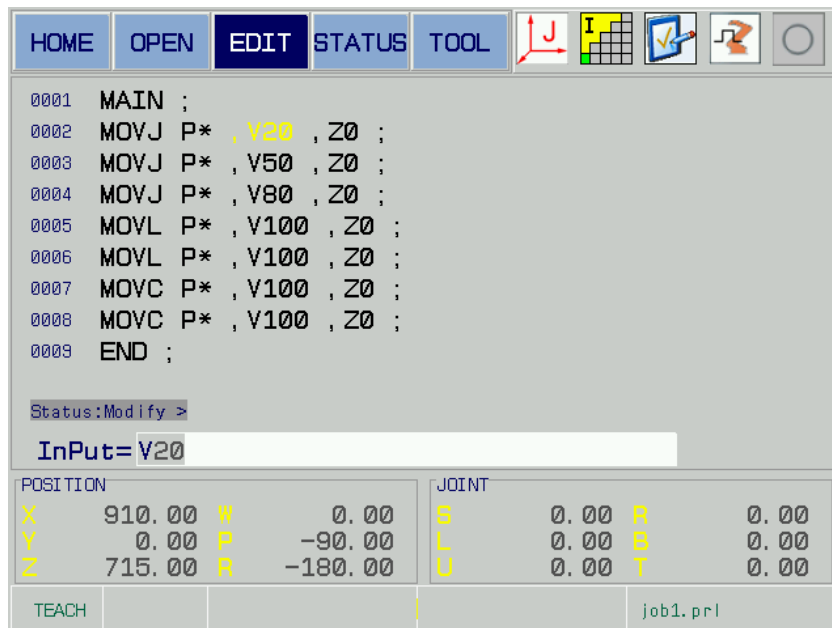 HOME OPEN EDIT STATUS TOOL J I
0001 MAIN ;
0002 MOVJ P* ,V20 ,Z0 ;
0003 MOVJ P* ,V50 ,Z0 ;
0004 MOVJ P* ,V80 ,Z0 ;
0005 MOVL P* ,V100 ,Z0 ;
0006 MOVL P* ,V100 ,Z0 ;
0007 MOVC P* ,V100 ,Z0 ;
0008 MOVC P* ,V100 ,Z0 ;
0009 END ;
Status:Modify >
InPut= V20
POSITION JOINT
X 910.00 W 0.00 S 0.00 R 0.00
Y 0.00 P -90.00 L 0.00 B 0.00
Z 715.00 R -180.00 U 0.00 T 0.00
TEACH job1.prl